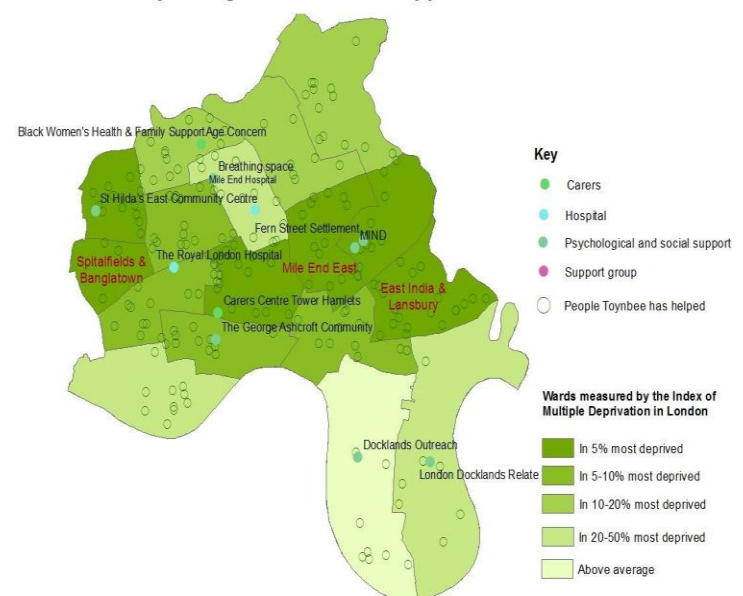 Black Women's Health & Family Support
Age Concern
Breathing space
Mile End Hospital
St Hilda's East Community Centre
Fern Street Settlement
MIND
Spitalfields &
Banglatown
The Royal London Hospital
Mile End East
East India &
Lansbury
Carers Centre Tower Hamlets
The George Ashcroft Community
Docklands Outreach
London Docklands Relate
Key
Carers
Hospital
Psychological and social support
Support group
People Toynbee has helped
Wards measured by the Index of
Multiple Deprivation in London
In 5% most deprived
In 5-10% most deprived
In 10-20% most deprived
In 20-50% most deprived
Above average